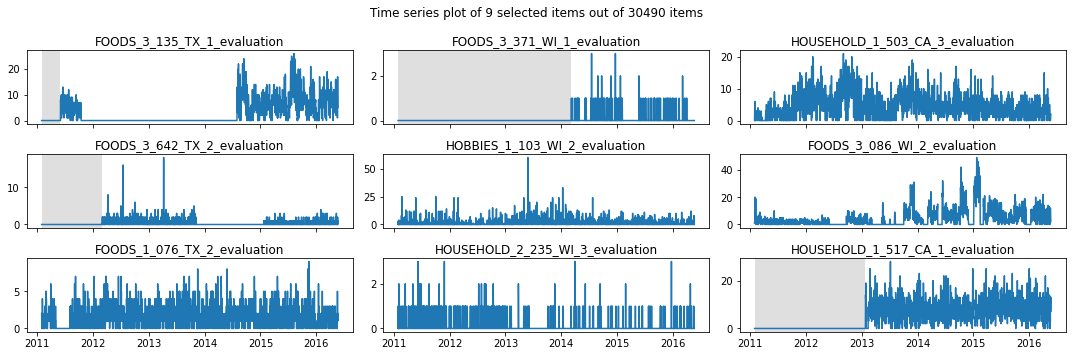 Time series plot of 9 selected items out of 30490 items
FOODS_3_135_TX_1_evaluation
20
10
0
FOODS_3_371_WI_1_evaluation
2
0
HOUSEHOLD_1_503_CA_3_evaluation
20
10
0
FOODS_3_642_TX_2_evaluation
10
0
HOBBIES_1_103_WI_2_evaluation
50
25
0
FOODS_3_086_WI_2_evaluation
40
20
0
FOODS_1_076_TX_2_evaluation
5
0
2011 2012 2013 2014 2015 2016
HOUSEHOLD_2_235_WI_3_evaluation
2
0
2011 2012 2013 2014 2015 2016
HOUSEHOLD_1_517_CA_1_evaluation
20
0
2011 2012 2013 2014 2015 2016